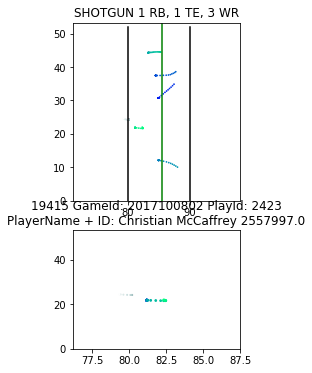 SHOTGUN 1 RB, 1 TE, 3 WR
50
40
30
20
10
0
80 90
19415 GameId: 2017100802 PlayId: 2423
PlayerName + ID: Christian McCaffrey 2557997.0
40
20
0
77.5 80.0 82.5 85.0 87.5